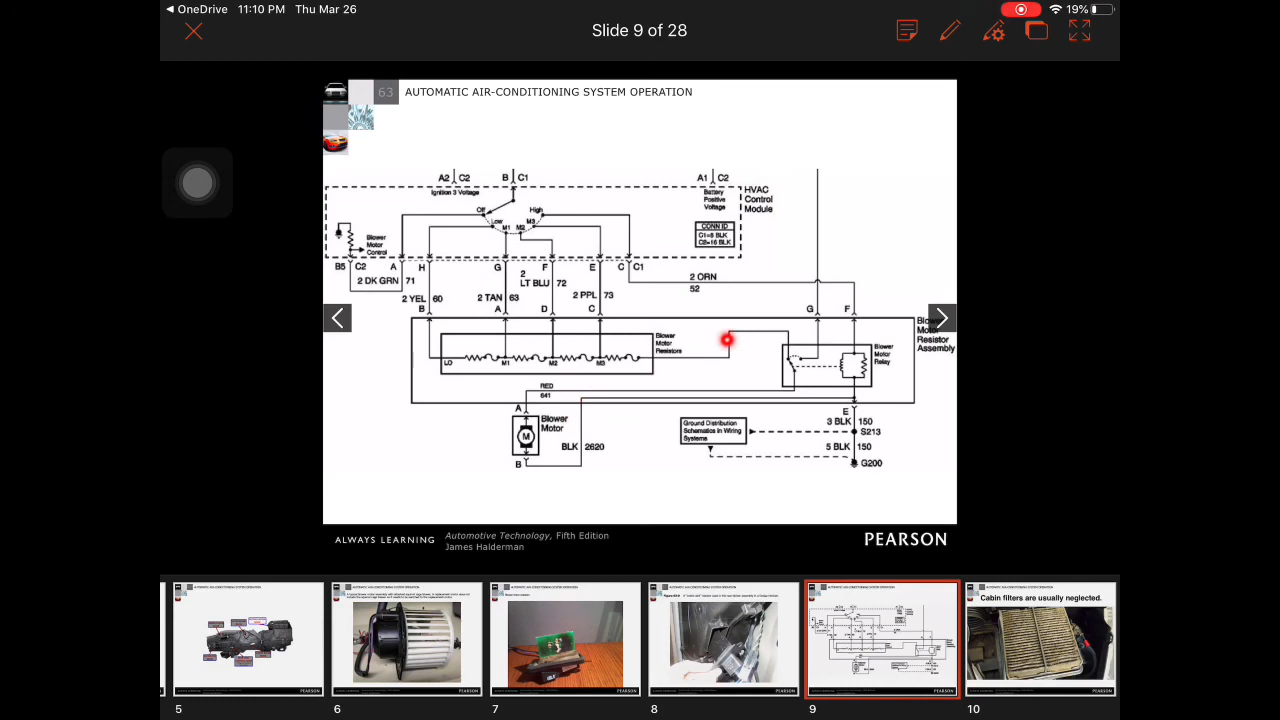 OneDrive 11:10 PM Thu Mar 26
19%
Slide 9 of 28
63 AUTOMATIC AIR-CONDITIONING SYSTEM OPERATION
A2 C2 B C1 A1 C2
Ignition 3 Voltage
Battery
Positive
Voltage
HVAC
Control
Module
Off
High
Low
M1
M2
M3
CONN ID
C1=8 BLK
C2=16 BLK
Blower
Motor
Control
B5 C2 A H G F E C C1
2 DK GRN 71
2 YEL 60
2 TAN 63
2
LT BLU 72
2 PPL 73
2 ORN
52
B A D C G F
Blower
Motor
Resistor
Assembly
Blower
Motor
Resistors
LO M1 M2 M3
Blower
Motor
Relay
RED
641
A
Blower
Motor
M
B
BLK 2620
Ground Distribution
Schematics in Wiring
Systems
E
3 BLK 150
S213
5 BLK 150
G200
ALWAYS LEARNING
Automotive Technology, Fifth Edition
James Halderman
PEARSON
PEARSON
PEARSON
PEARSON
PEARSON
PEARSON
Cabin filters are usually neglected.
PEARSON
5 6 7 8 9 10